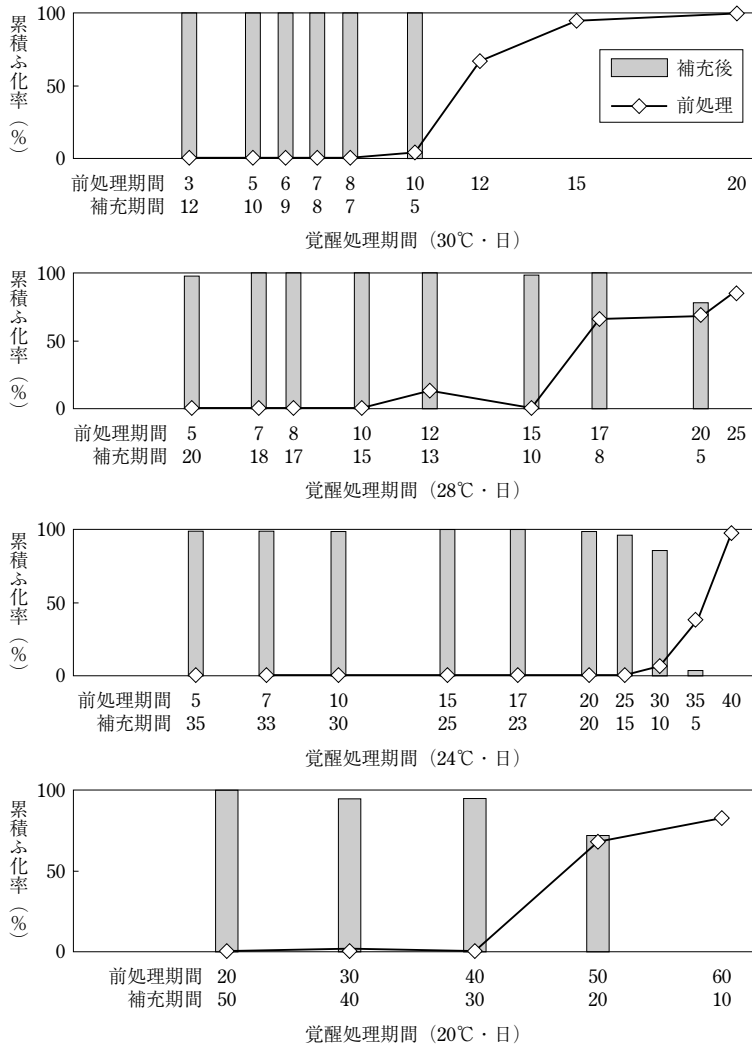 累積ふ化率（%）
100
50
0
補充後
前処理
前処理期間 3 5 6 7 8 10 12 15 20
補充期間 12 10 9 8 7 5
覚醒処理期間（30℃・日）
累積ふ化率（%）
100
50
0
前処理期間 5 7 8 10 12 15 17 20 25
補充期間 20 18 17 15 13 10 8 5
覚醒処理期間（28℃・日）
累積ふ化率（%）
100
50
0
前処理期間 5 7 10 15 17 20 25 30 35 40
補充期間 35 33 30 25 23 20 15 10 5
覚醒処理期間（24℃・日）
累積ふ化率（%）
100
50
0
前処理期間 20 30 40 50 60
補充期間 50 40 30 20 10
覚醒処理期間（20℃・日）